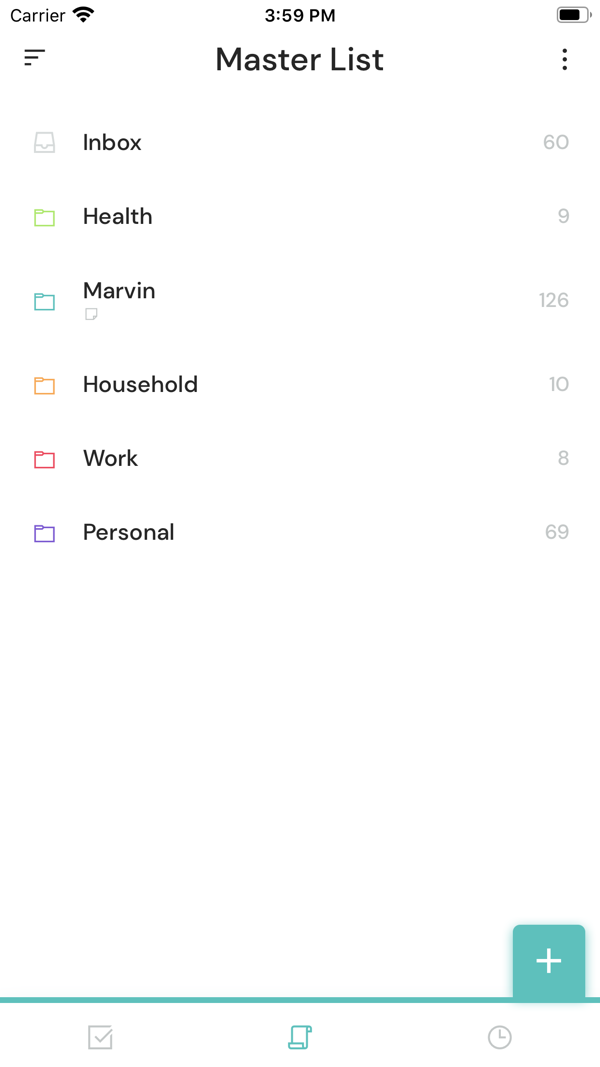 Carrier 3:59 PM
Master List
Inbox 60
Health 9
Marvin 126
Household 10
Work 8
Personal 69